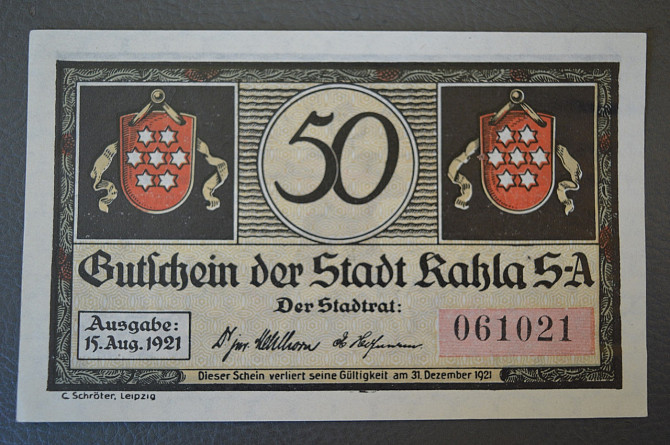 50
Gutschein der Stadt Kahla S-A
Der Stadtrat:
Ausgabe:
15. Aug. 1921
061021
Dieser Schein verliert seine Gültigkeit am 31. Dezember 1921
C. Schröter, Leipzig